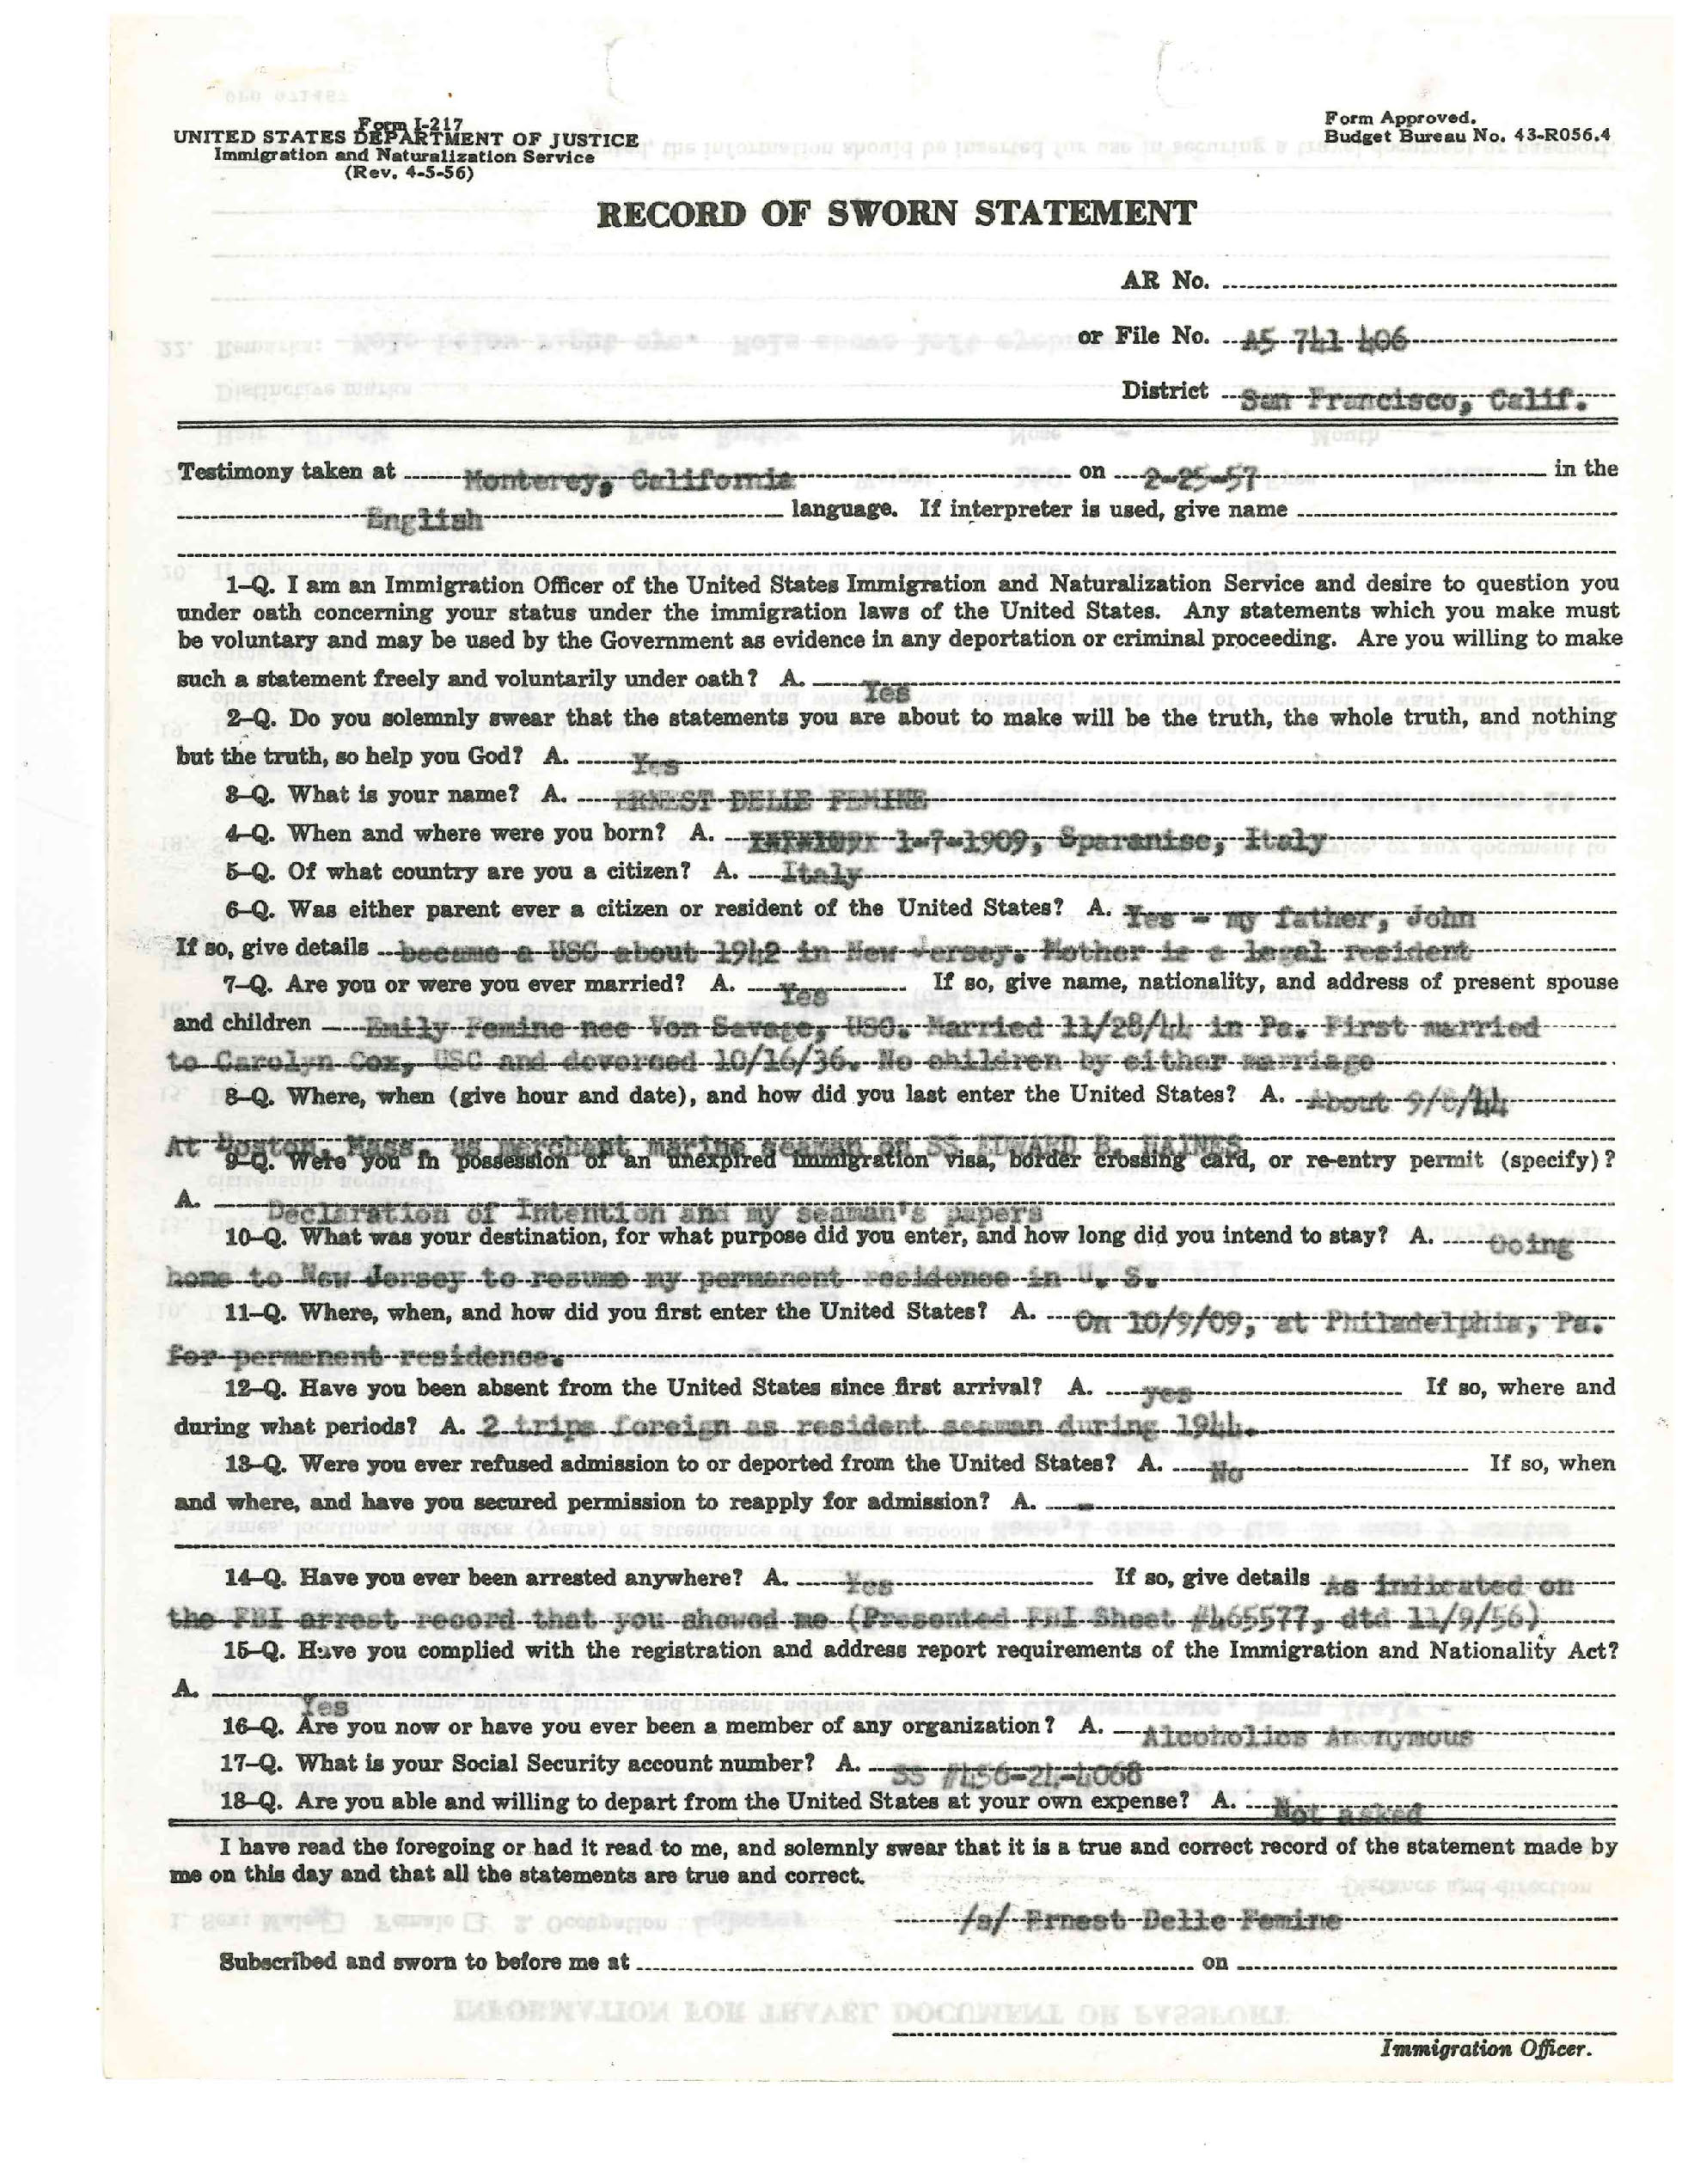 Form I-217
UNITED STATES DEPARTMENT OF JUSTICE
Immigration and Naturalization Service
(Rev. 4-5-56)
Form Approved.
Budget Bureau No. 43-R056.4
RECORD OF SWORN STATEMENT
AR No.
or File No. A5 741 406
District San Francisco, Calif.
Testimony taken at Monterey, California on 2-25-57 in the
English language. If interpreter is used, give name
1-Q. I am an Immigration Officer of the United States Immigration and Naturalization Service and desire to question you
under oath concerning your status under the immigration laws of the United States. Any statements which you make must
be voluntary and may be used by the Government as evidence in any deportation or criminal proceeding. Are you willing to make
such a statement freely and voluntarily under oath? A. Yes
2-Q. Do you solemnly swear that the statements you are about to make will be the truth, the whole truth, and nothing
but the truth, so help you God? A. Yes
3-Q. What is your name? A. ERNEST DELLE FEMINE
4-Q. When and where were you born? A. 1-7-1909, Sparanise, Italy
5-Q. Of what country are you a citizen? A. Italy
6-Q. Was either parent ever a citizen or resident of the United States? A. Yes - my father, John
If so, give details became a USC about 1942 in New Jersey. Mother is a legal resident
7-Q. Are you or were you ever married? A. Yes If so, give name, nationality, and address of present spouse
and children Emily Femine nee Von Savage, USC. Married 11/28/44 in Pa. First married
to Carolyn Cox, USC and devorced 10/16/36. No children by either marriage
8-Q. Where, when (give hour and date), and how did you last enter the United States? A. About 9/8/44
At Boston, Mass. as merchant marine seaman on SS EDWARD B. HAINES
9-Q. Were you in possession of an unexpired immigration visa, border crossing card, or re-entry permit (specify)?
A. Declaration of Intention and my seaman's papers
10-Q. What was your destination, for what purpose did you enter, and how long did you intend to stay? A. Going
home to New Jersey to resume my permanent residence in U. S.
11-Q. Where, when, and how did you first enter the United States? A. On 10/9/09, at Philadelphia, Pa.
for permanent residence.
12-Q. Have you been absent from the United States since first arrival? A. yes If so, where and
during what periods? A. 2 trips foreign as resident seaman during 1944.
13-Q. Were you ever refused admission to or deported from the United States? A. No If so, when
and where, and have you secured permission to reapply for admission? A. -
14-Q. Have you ever been arrested anywhere? A. Yes If so, give details As indicated on
the FBI arrest record that you showed me (Presented FBI Sheet #465577, dtd 11/9/56)
15-Q. Have you complied with the registration and address report requirements of the Immigration and Nationality Act?
A. Yes
16-Q. Are you now or have you ever been a member of any organization? A. Alcoholics Anonymous
17-Q. What is your Social Security account number? A. SS #456-24-4068
18-Q. Are you able and willing to depart from the United States at your own expense? A. Not asked
I have read the foregoing or had it read to me, and solemnly swear that it is a true and correct record of the statement made by
me on this day and that all the statements are true and correct.
/s/ Ernest Delle Femine
Subscribed and sworn to before me at on
Immigration Officer.